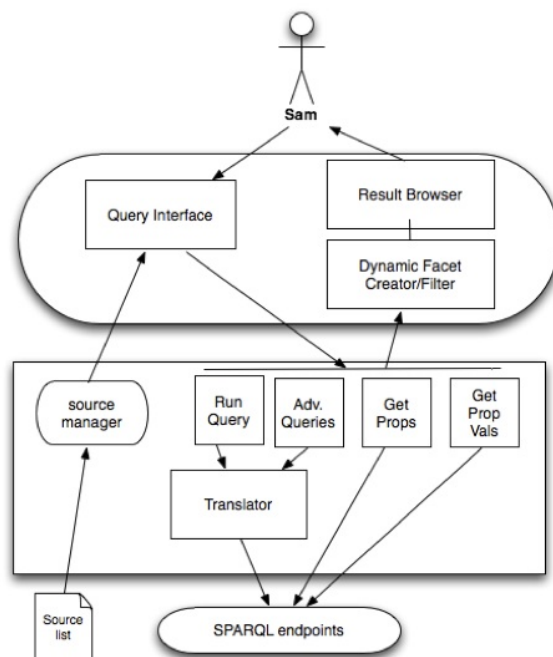 Sam
Query Interface
Result Browser
Dynamic Facet
Creator/Filter
source
manager
Run
Query
Adv.
Queries
Get
Props
Get
Prop
Vals
Translator
Source
list
SPARQL endpoints